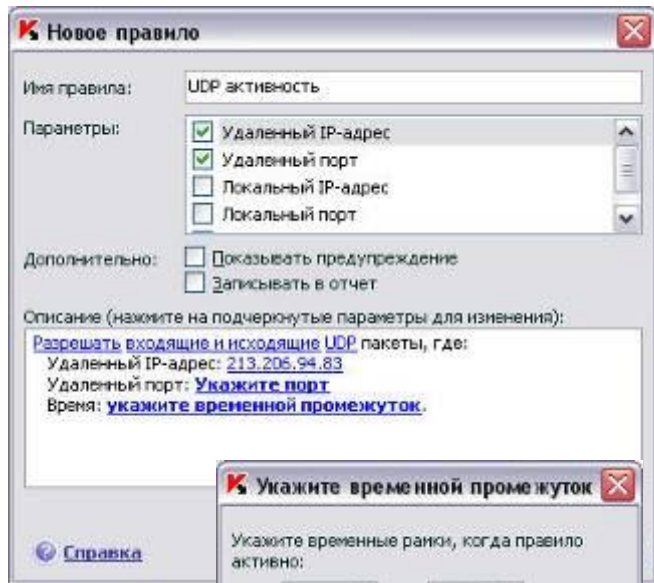 Новое правило
Имя правила: UDP активность
Параметры: Удаленный IP-адрес
Удаленный порт
Локальный IP-адрес
Локальный порт
Дополнительно: Показывать предупреждение
Записывать в отчет
Описание (нажмите на подчеркнутые параметры для изменения):
Разрешать входящие и исходящие UDP пакеты, где:
Удаленный IP-адрес: 213.206.94.83
Удаленный порт: Укажите порт
Время: укажите временной промежуток.
Укажите временной промежуток
Укажите временные рамки, когда правило
активно:
Справка